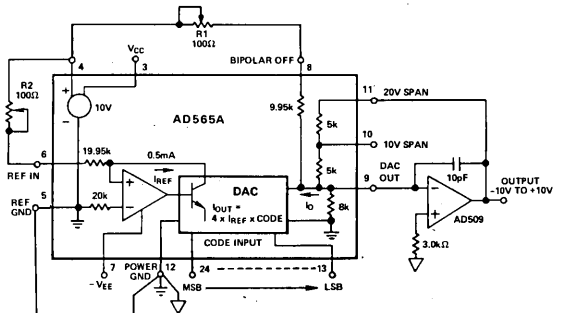 R1
100Ω
4
VCC
3
BIPOLAR OFF
8
R2
100Ω
+
10V
−
AD565A
9.95k
11
20V SPAN
5k
10
10V SPAN
5k
6
REF IN
19.95k
0.5mA
IREF
+
−
DAC
IOUT =
4 x IREF x CODE
IO
8k
9
DAC
OUT
10pF
−
+
AD509
OUTPUT
-10V TO +10V
5
REF
GND
20k
CODE INPUT
3.0kΩ
7
-VEE
POWER
GND
12
24
13
MSB
LSB